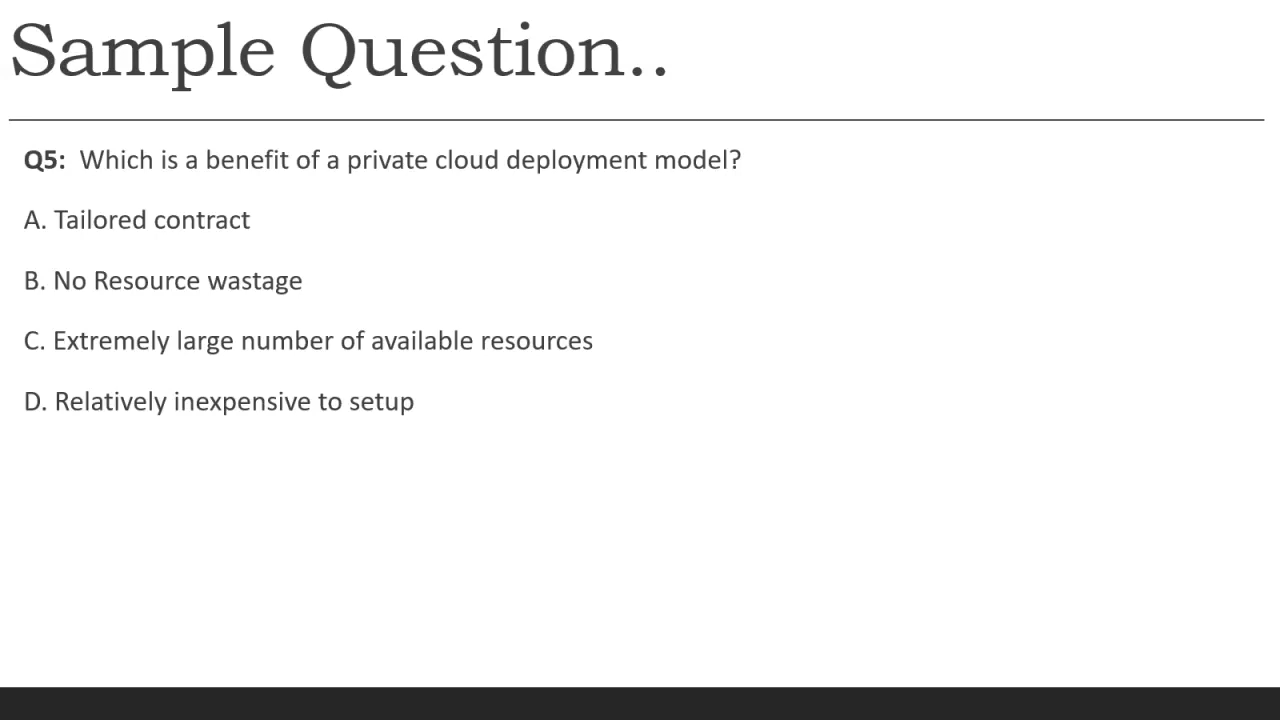 Sample Question..
Q5: Which is a benefit of a private cloud deployment model?
A. Tailored contract
B. No Resource wastage
C. Extremely large number of available resources
D. Relatively inexpensive to setup